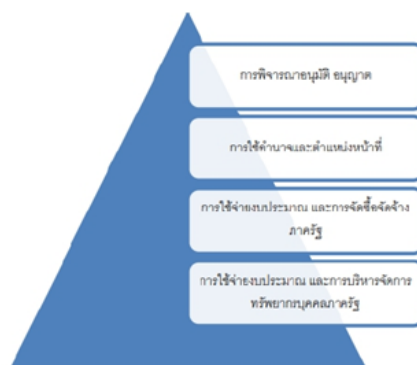 การพิจารณาอนุมัติ อนุญาต
การใช้อำนาจและตำแหน่งหน้าที่
การใช้จ่ายงบประมาณ และการจัดซื้อจัดจ้าง
ภาครัฐ
การใช้จ่ายงบประมาณ และการบริหารจัดการ
ทรัพยากรบุคคลภาครัฐ